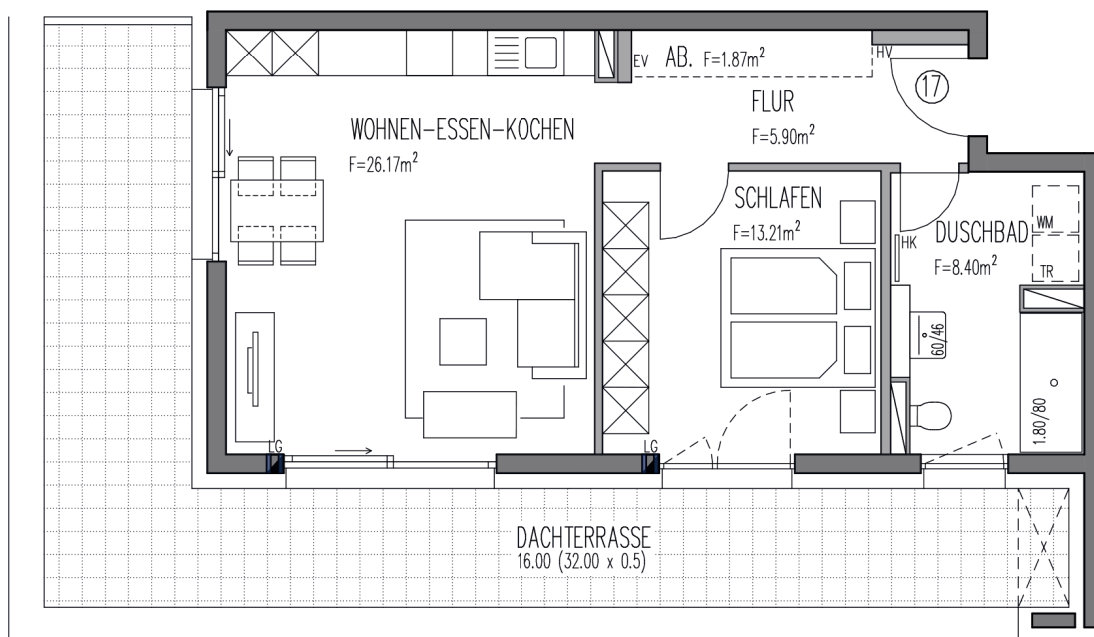 EV AB. F=1.87m²
HV
17
FLUR
F=5.90m²
WOHNEN-ESSEN-KOCHEN
F=26.17m²
SCHLAFEN
F=13.21m²
DUSCHBAD
F=8.40m²
WM
TR
HK
60/46
1.80/80
LG
LG
DACHTERRASSE
16.00 (32.00 x 0.5)
x